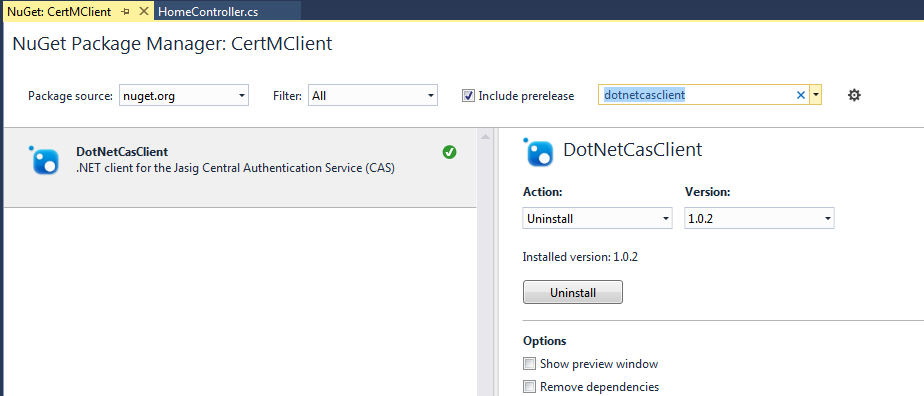 NuGet: CertMClient HomeController.cs
NuGet Package Manager: CertMClient
Package source: nuget.org Filter: All Include prerelease dotnetcasclient
DotNetCasClient
.NET client for the Jasig Central Authentication Service (CAS)
DotNetCasClient
Action: Version:
Uninstall 1.0.2
Installed version: 1.0.2
Uninstall
Options
Show preview window
Remove dependencies